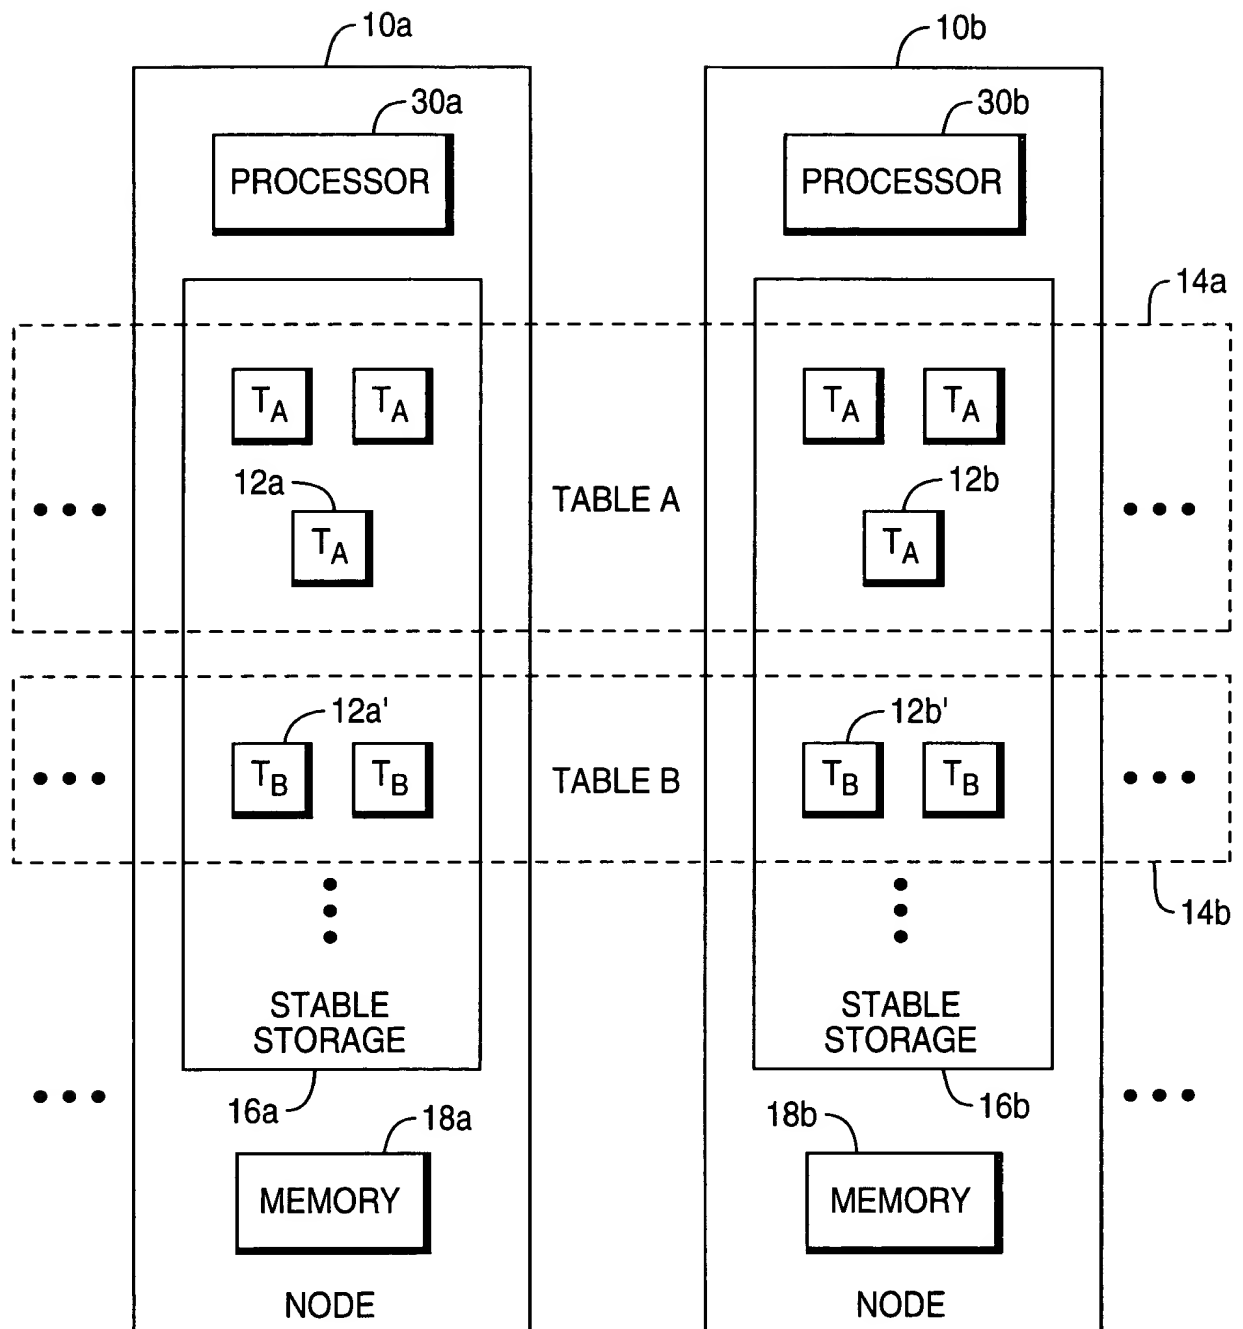 10a 10b
30a 30b
PROCESSOR PROCESSOR
14a
TA TA TA TA
12a TABLE A 12b
TA TA
12a' 12b'
TB TB TABLE B TB TB
14b
STABLE STORAGE STABLE STORAGE
16a 16b
18a 18b
MEMORY MEMORY
NODE NODE